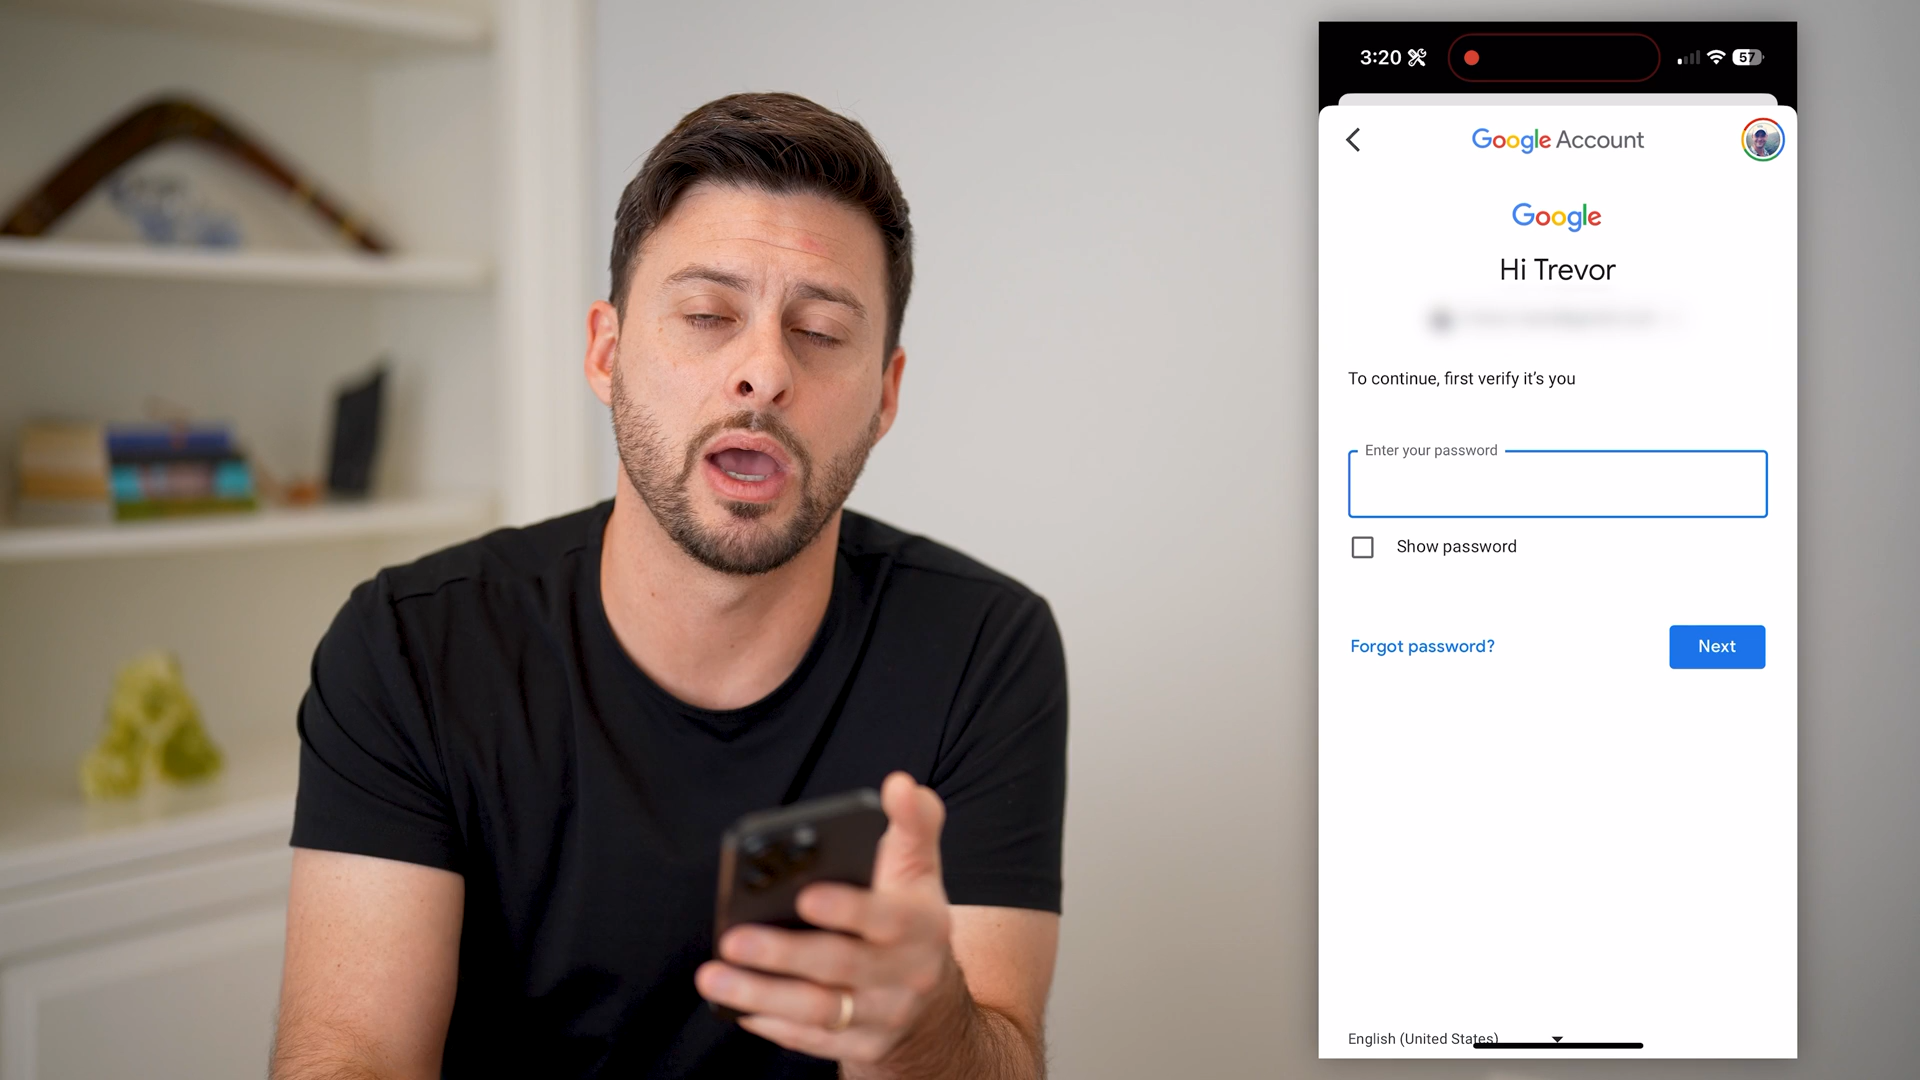 3:20
57
Google Account
Google
Hi Trevor
To continue, first verify it's you
Enter your password
Show password
Forgot password?
Next
English (United States)